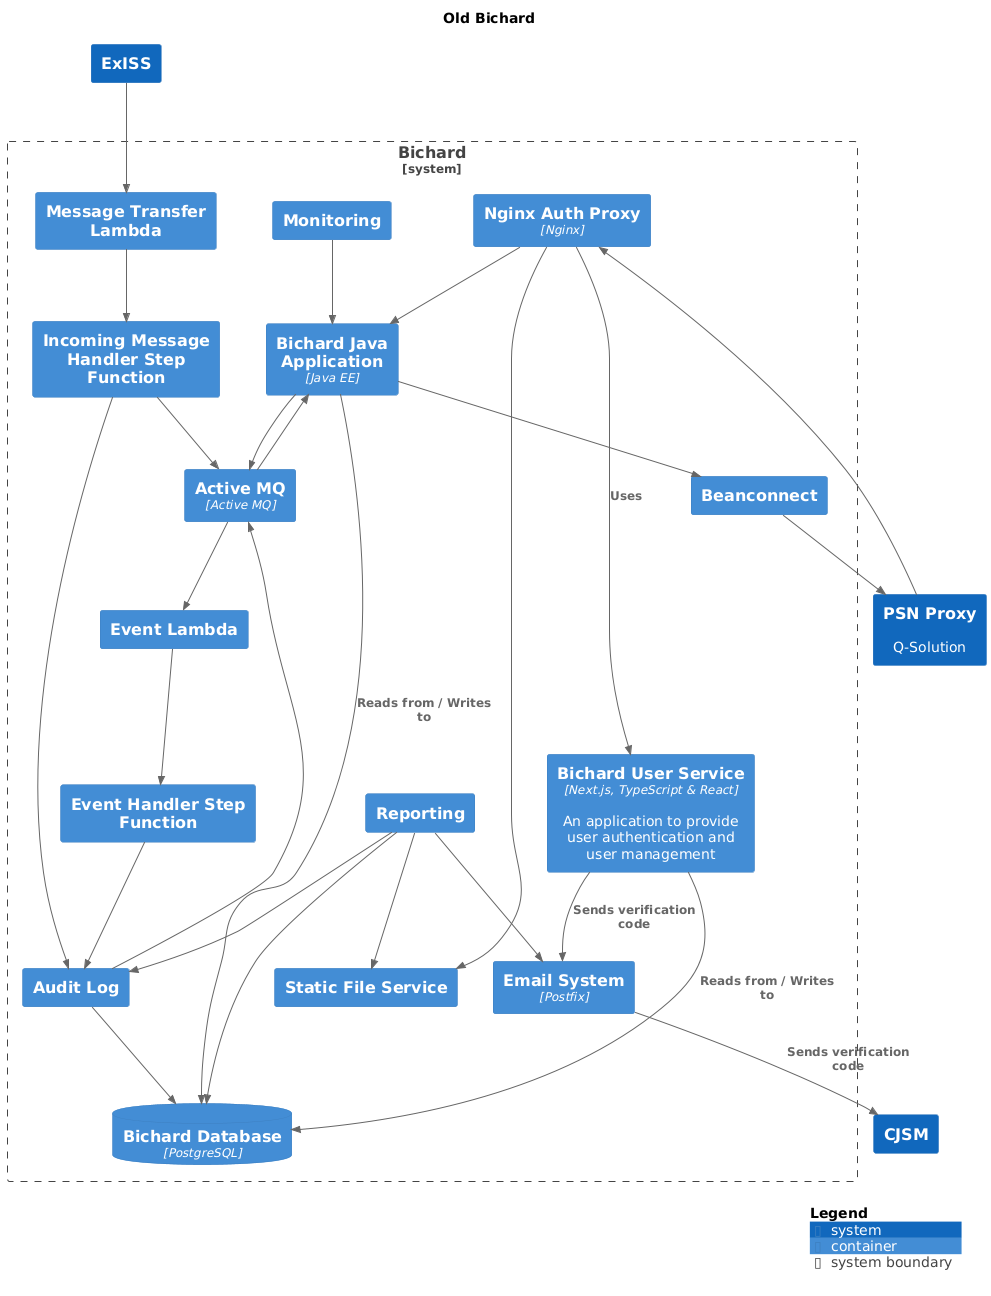 Old Bichard
ExISS
Bichard
[system]
Message Transfer
Lambda
Monitoring
Nginx Auth Proxy
[Nginx]
Incoming Message
Handler Step
Function
Bichard Java
Application
[Java EE]
Active MQ
[Active MQ]
Uses
Beanconnect
Event Lambda
PSN Proxy
Q-Solution
Reads from / Writes
to
Event Handler Step
Function
Reporting
Bichard User Service
[Next.js, TypeScript & React]
An application to provide
user authentication and
user management
Sends verification
code
Audit Log
Static File Service
Email System
[Postfix]
Reads from / Writes
to
Sends verification
code
Bichard Database
[PostgreSQL]
CJSM
Legend
system
container
system boundary